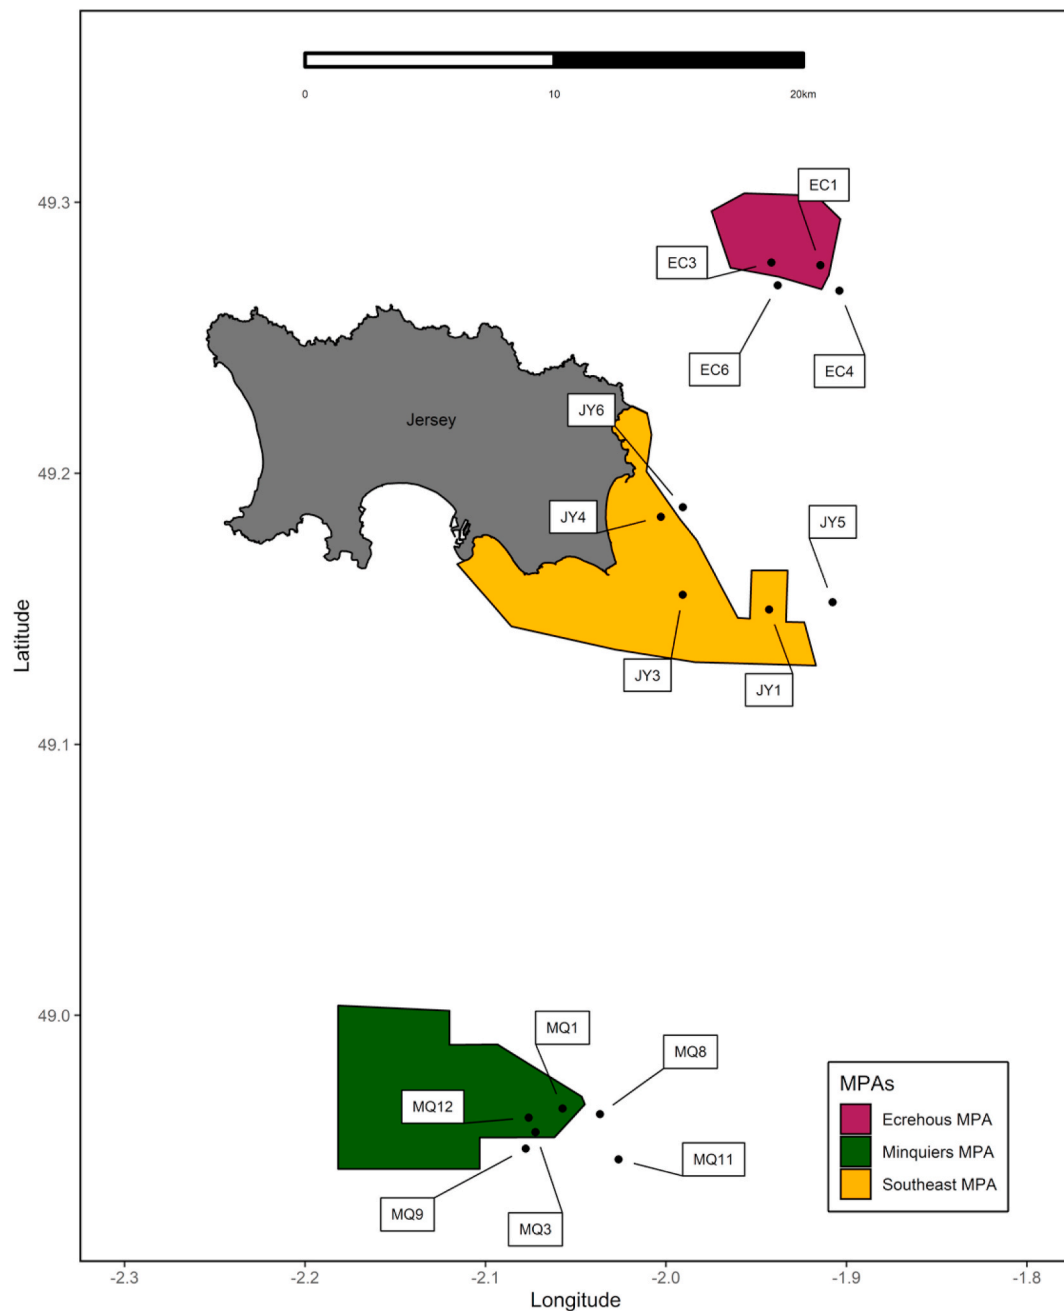 0 10 20km
EC1
49.3
EC3
EC6 EC4
JY6
Jersey
49.2
JY4 JY5
JY3 JY1
Latitude
49.1
49.0
MQ1
MQ8
MQ12
MQ11
MQ9
MQ3
MPAs
Ecrehous MPA
Minquiers MPA
Southeast MPA
-2.3 -2.2 -2.1 -2.0 -1.9 -1.8
Longitude